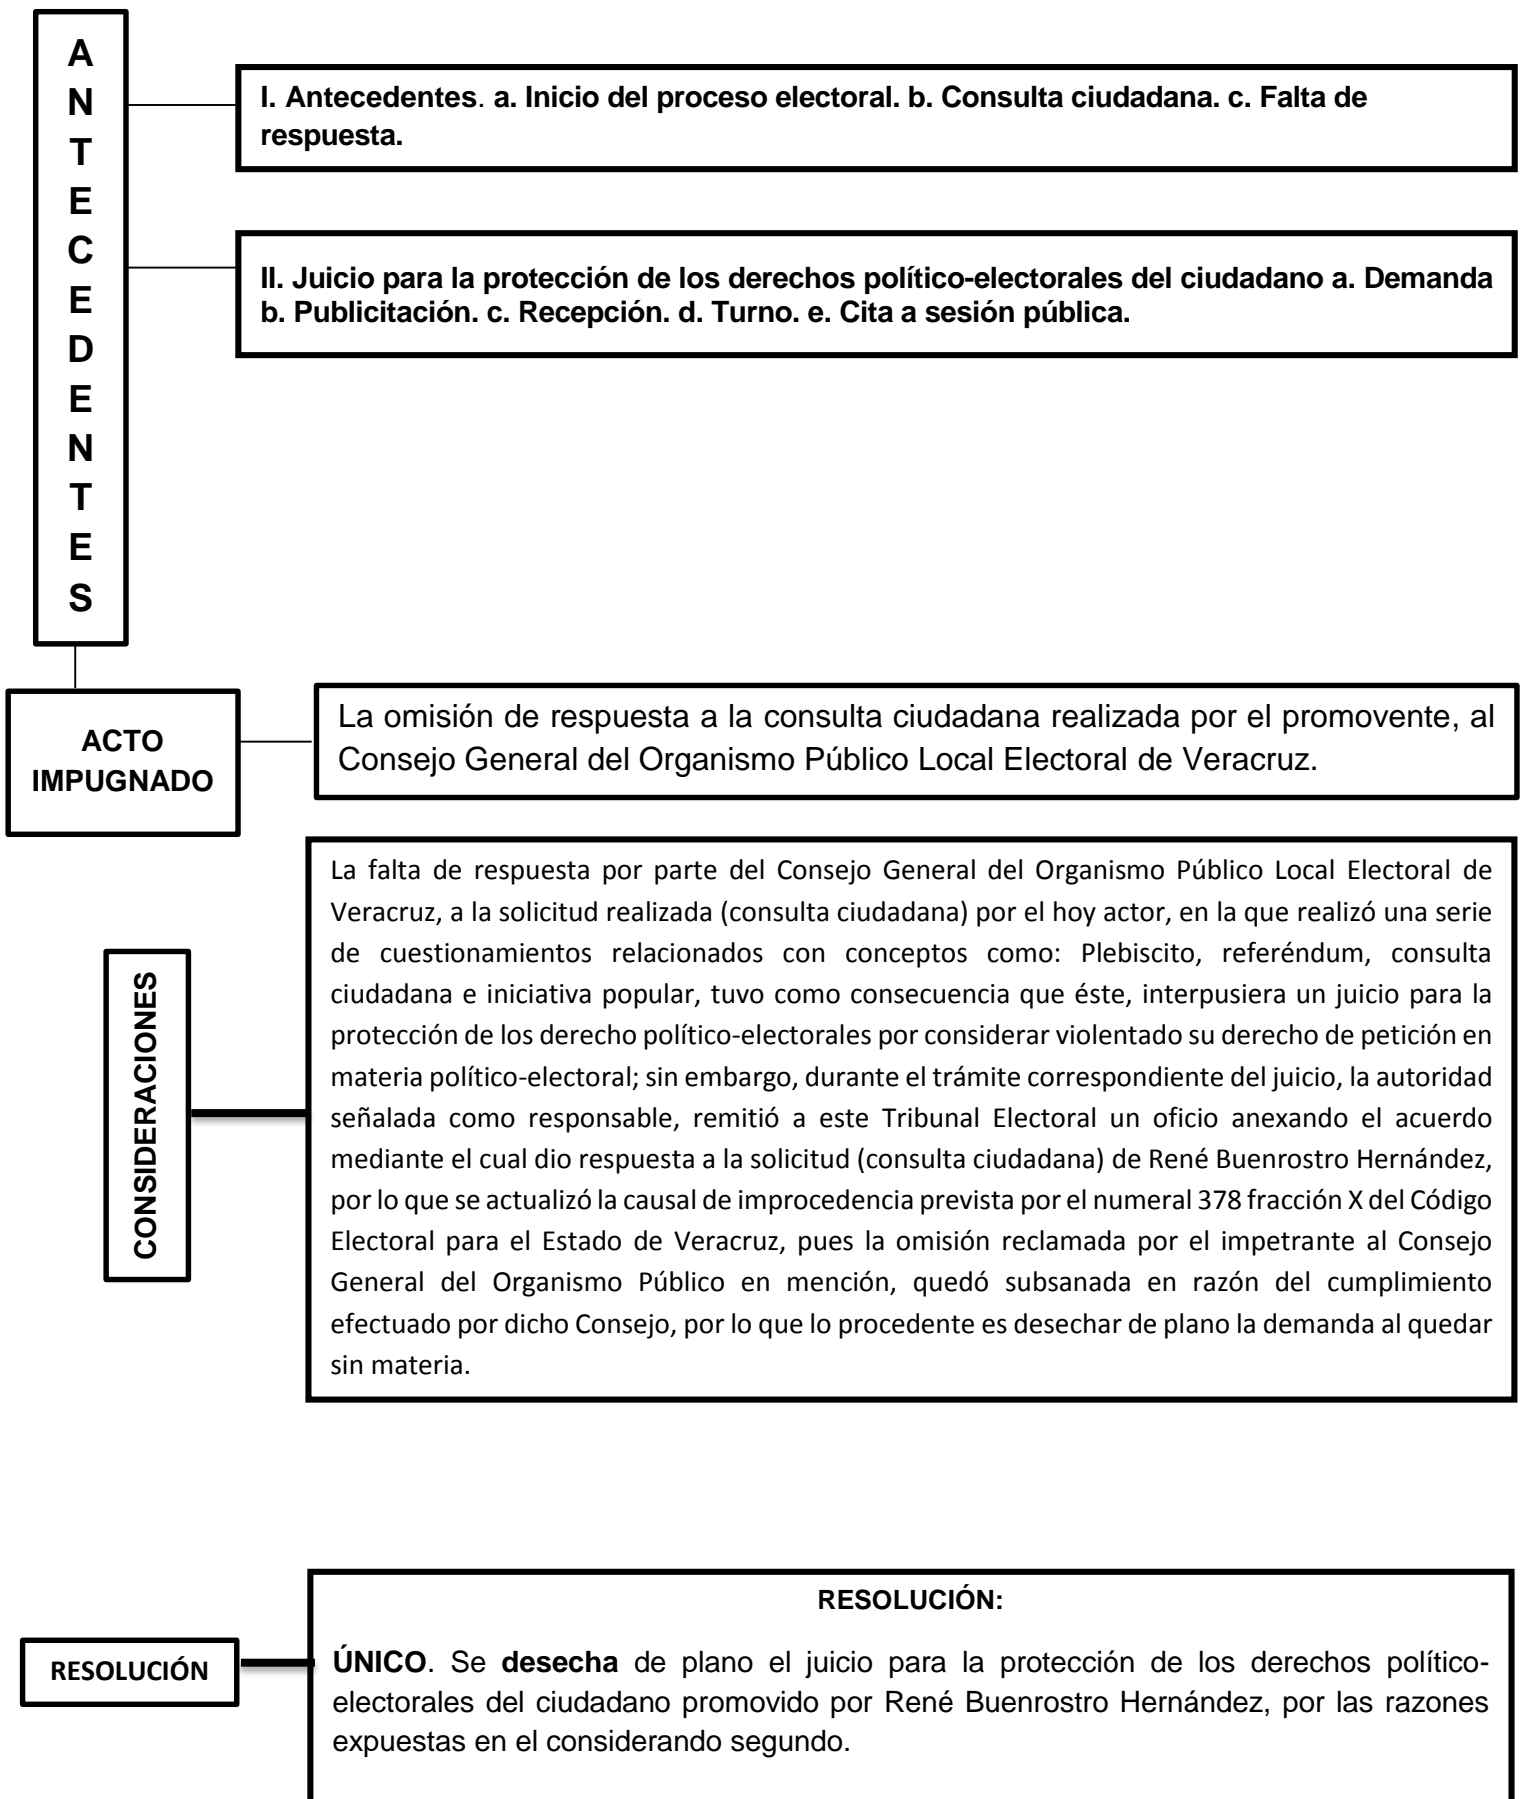 A
N
T
E
C
E
D
E
N
T
E
S
I. Antecedentes. a. Inicio del proceso electoral. b. Consulta ciudadana. c. Falta de
respuesta.
II. Juicio para la protección de los derechos político-electorales del ciudadano a. Demanda
b. Publicitación. c. Recepción. d. Turno. e. Cita a sesión pública.
ACTO
IMPUGNADO
La omisión de respuesta a la consulta ciudadana realizada por el promovente, al
Consejo General del Organismo Público Local Electoral de Veracruz.
CONSIDERACIONES
La falta de respuesta por parte del Consejo General del Organismo Público Local Electoral de
Veracruz, a la solicitud realizada (consulta ciudadana) por el hoy actor, en la que realizó una serie
de cuestionamientos relacionados con conceptos como: Plebiscito, referéndum, consulta
ciudadana e iniciativa popular, tuvo como consecuencia que éste, interpusiera un juicio para la
protección de los derecho político-electorales por considerar violentado su derecho de petición en
materia político-electoral; sin embargo, durante el trámite correspondiente del juicio, la autoridad
señalada como responsable, remitió a este Tribunal Electoral un oficio anexando el acuerdo
mediante el cual dio respuesta a la solicitud (consulta ciudadana) de René Buenrostro Hernández,
por lo que se actualizó la causal de improcedencia prevista por el numeral 378 fracción X del Código
Electoral para el Estado de Veracruz, pues la omisión reclamada por el impetrante al Consejo
General del Organismo Público en mención, quedó subsanada en razón del cumplimiento
efectuado por dicho Consejo, por lo que lo procedente es desechar de plano la demanda al quedar
sin materia.
RESOLUCIÓN
RESOLUCIÓN:
ÚNICO. Se desecha de plano el juicio para la protección de los derechos político-
electorales del ciudadano promovido por René Buenrostro Hernández, por las razones
expuestas en el considerando segundo.